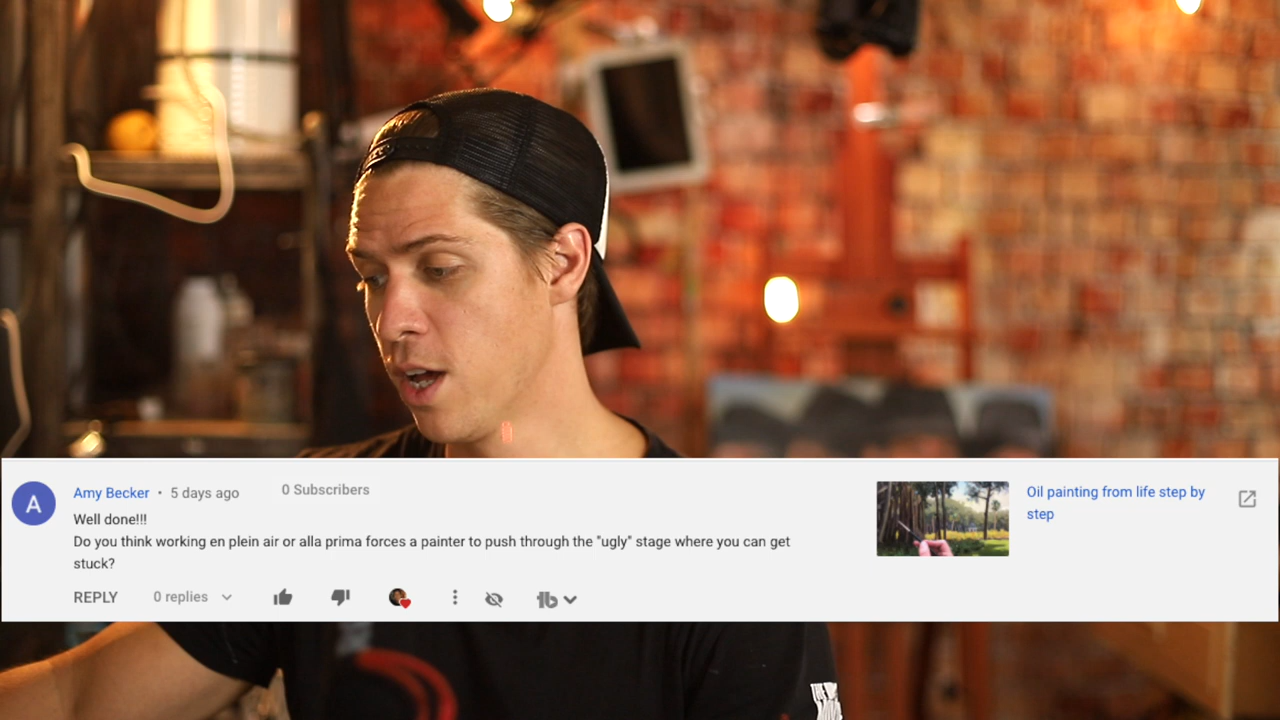 A
Amy Becker • 5 days ago 0 Subscribers
Well done!!!
Do you think working en plein air or alla prima forces a painter to push through the "ugly" stage where you can get
stuck?
REPLY 0 replies
Oil painting from life step by
step